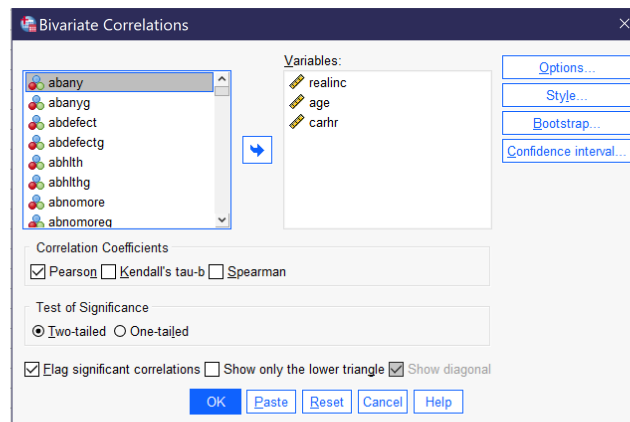 Bivariate Correlations
Variables:
abany
abanyg
abdefect
abdefectg
abhlth
abhlthg
abnomore
abnomoreg
realinc
age
carhr
Options...
Style...
Bootstrap...
Confidence interval...
Correlation Coefficients
Pearson Kendall's tau-b Spearman
Test of Significance
Two-tailed One-tailed
Flag significant correlations Show only the lower triangle Show diagonal
OK Paste Reset Cancel Help